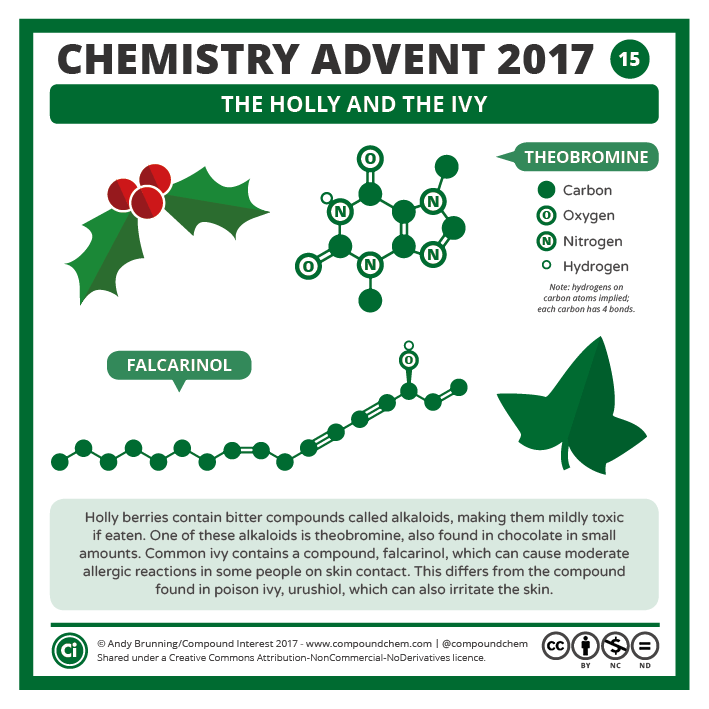 CHEMISTRY ADVENT 2017 15
THE HOLLY AND THE IVY
THEOBROMINE
Carbon
O Oxygen
N Nitrogen
Hydrogen
Note: hydrogens on
carbon atoms implied;
each carbon has 4 bonds.
O
N
N
O
N
N
FALCARINOL
O
Holly berries contain bitter compounds called alkaloids, making them mildly toxic
if eaten. One of these alkaloids is theobromine, also found in chocolate in small
amounts. Common ivy contains a compound, falcarinol, which can cause moderate
allergic reactions in some people on skin contact. This differs from the compound
found in poison ivy, urushiol, which can also irritate the skin.
Ci
© Andy Brunning/Compound Interest 2017 - www.compoundchem.com | @compoundchem
Shared under a Creative Commons Attribution-NonCommercial-NoDerivatives licence.
cc
BY NC ND